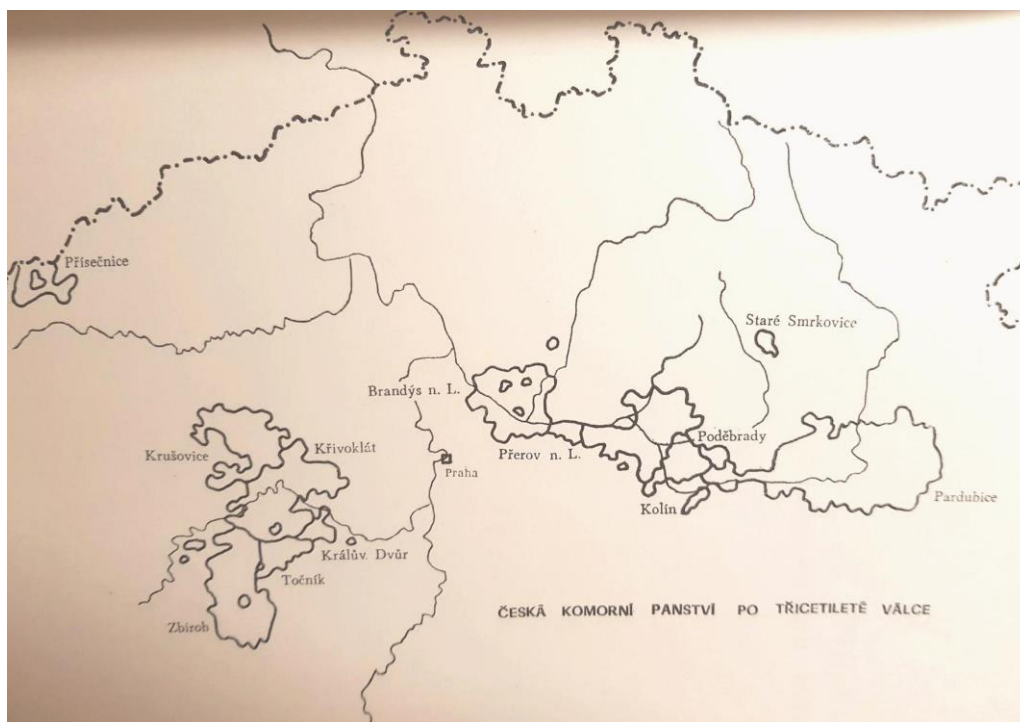 Přísečnice
Staré Smrkovice
Brandýs n. L.
Krušovice
Křivoklát
Praha
Přerov n. L.
Poděbrady
Kolín
Pardubice
Králův. Dvůr
Točník
Zbiroh
ČESKÁ KOMORNÍ PANSTVÍ PO TŘICETILETÉ VÁLCE